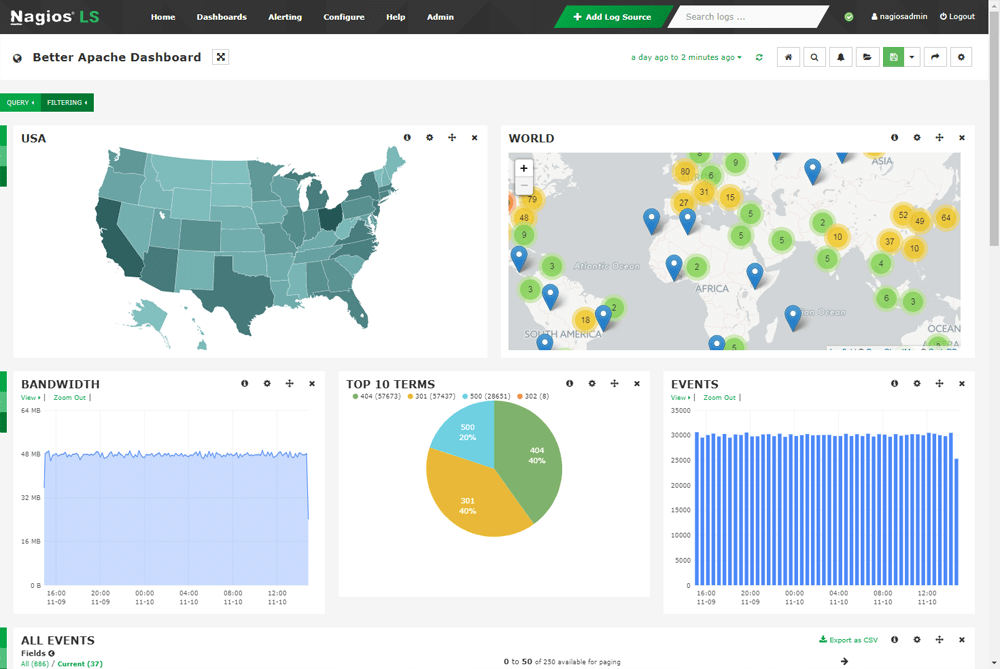 Nagios® LS
Home Dashboards Alerting Configure Help Admin
+ Add Log Source
Search logs ...
nagiosadmin
Logout
Better Apache Dashboard
a day ago to 2 minutes ago
QUERY
FILTERING
USA
WORLD
+
−
80 6 9
31 15
79 27
48 5 5 9
3 2 5
3 18 2
2 10 5
52 49 64
37 10 4
6 3 5
ASIA
Atlantic Ocean
AFRICA
SOUTH AMERICA
Ocean
OCEAN
BANDWIDTH
View | Zoom Out |
64 MB
48 MB
32 MB
16 MB
0 B
16:00 20:00 00:00 04:00 08:00 12:00
11-09 11-09 11-10 11-10 11-10 11-10
TOP 10 TERMS
404 (57673) 301 (57437) 500 (28651) 302 (8)
500
20%
404
40%
301
40%
EVENTS
View | Zoom Out |
35000
30000
25000
20000
15000
10000
5000
0
16:00 20:00 00:00 04:00 08:00 12:00
11-09 11-09 11-10 11-10 11-10 11-10
ALL EVENTS
Export as CSV
Fields
All (886) / Current (37)
0 to 50 of 250 available for paging